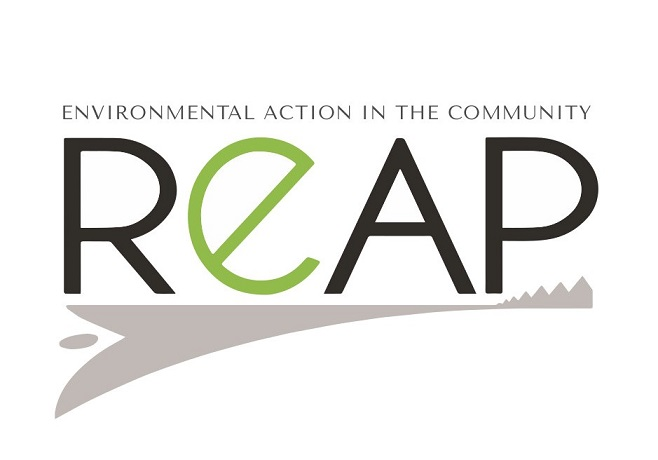 ENVIRONMENTAL ACTION IN THE COMMUNITY
ReAP